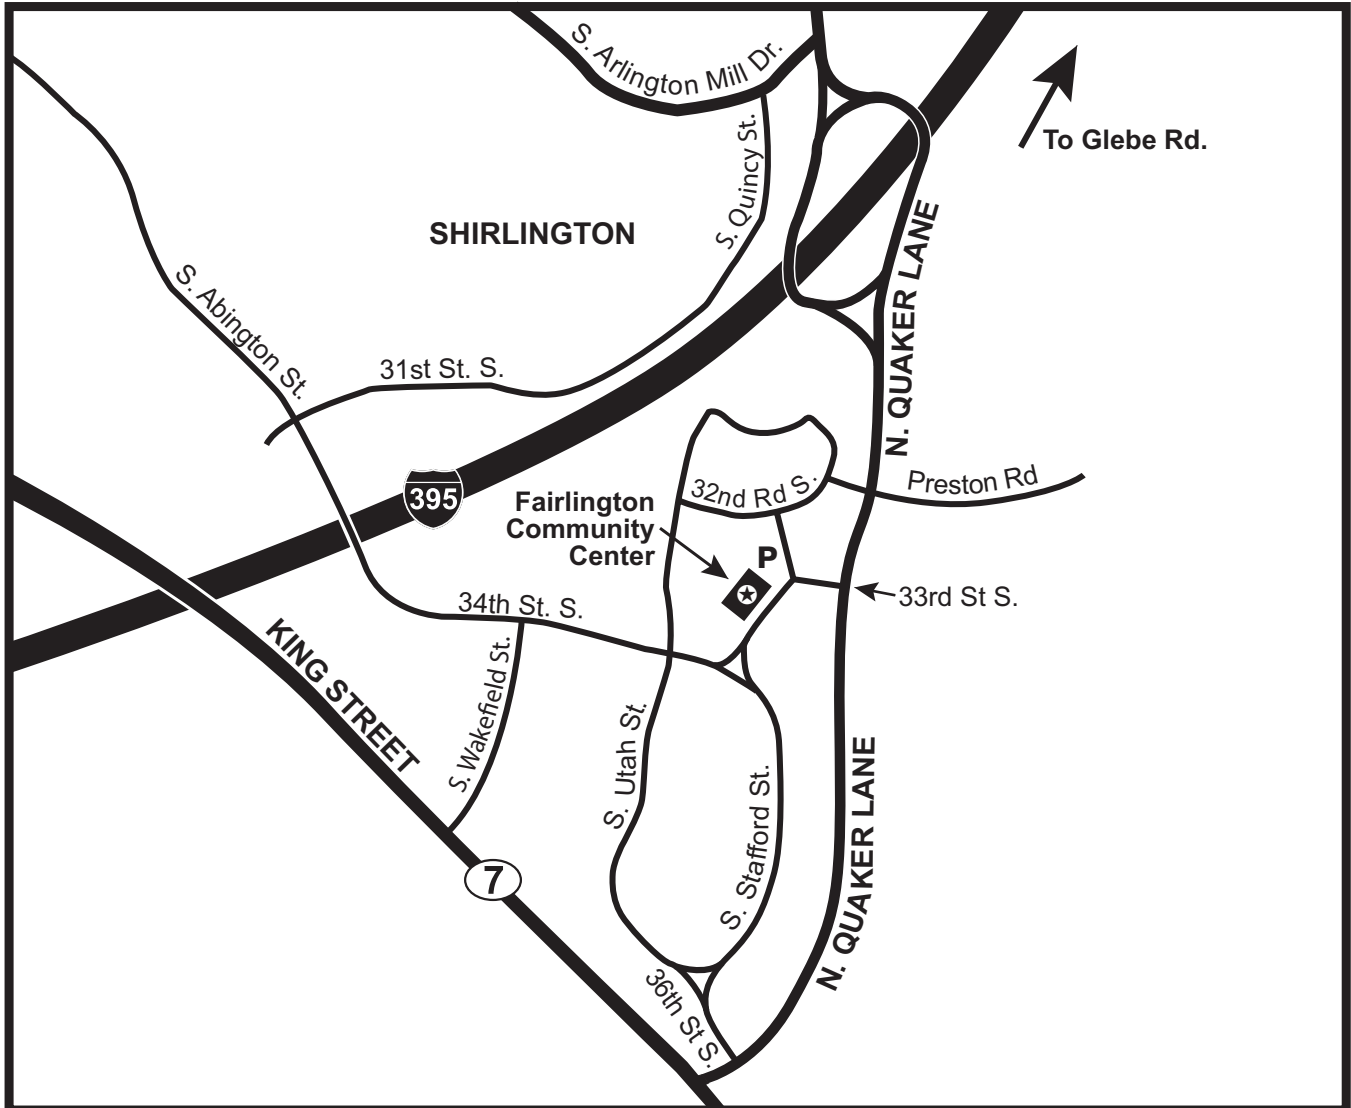 S. Arlington Mill Dr.
To Glebe Rd.
S. Quincy St.
SHIRLINGTON
N. QUAKER LANE
S. Abington St.
31st St. S.
395
Preston Rd
32nd Rd S.
Fairlington
Community
Center
P
33rd St S.
34th St. S.
KING STREET
S. Wakefield St.
S. Utah St.
S. Stafford St.
N. QUAKER LANE
7
36th St S.